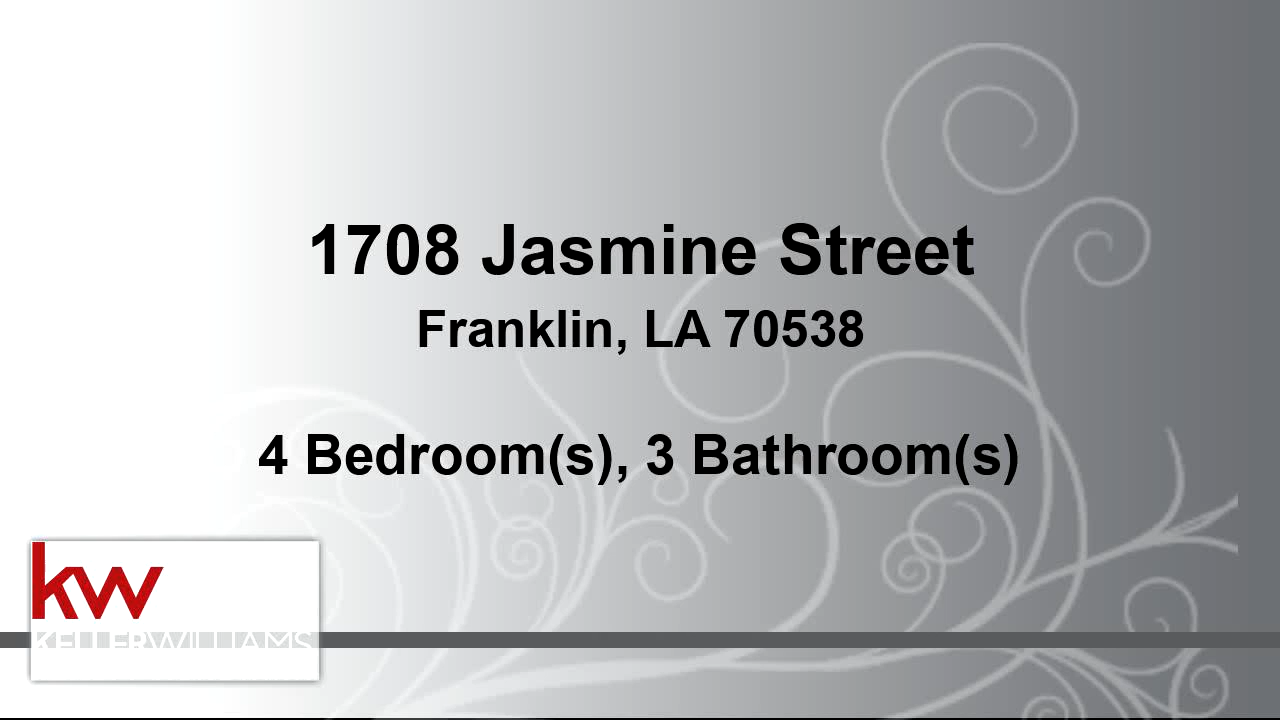 1708 Jasmine Street
Franklin, LA 70538
4 Bedroom(s), 3 Bathroom(s)
kw
KELLERWILLIAMS